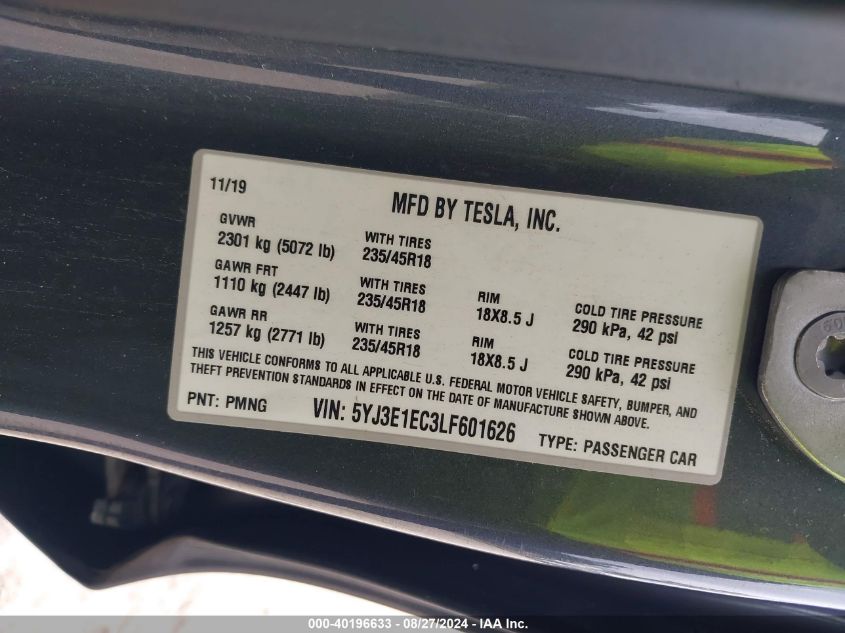 11/19
MFD BY TESLA, INC.
GVWR
2301 kg (5072 lb)
WITH TIRES
235/45R18
GAWR FRT
1110 kg (2447 lb)
WITH TIRES
235/45R18
RIM
18X8.5 J
COLD TIRE PRESSURE
290 kPa, 42 psi
GAWR RR
1257 kg (2771 lb)
WITH TIRES
235/45R18
RIM
18X8.5 J
COLD TIRE PRESSURE
290 kPa, 42 psi
THIS VEHICLE CONFORMS TO ALL APPLICABLE U.S. FEDERAL MOTOR VEHICLE SAFETY, BUMPER, AND
THEFT PREVENTION STANDARDS IN EFFECT ON THE DATE OF MANUFACTURE SHOWN ABOVE.
PNT: PMNG
VIN: 5YJ3E1EC3LF601626
TYPE: PASSENGER CAR
000-40196633 - 08/27/2024 - IAA Inc.